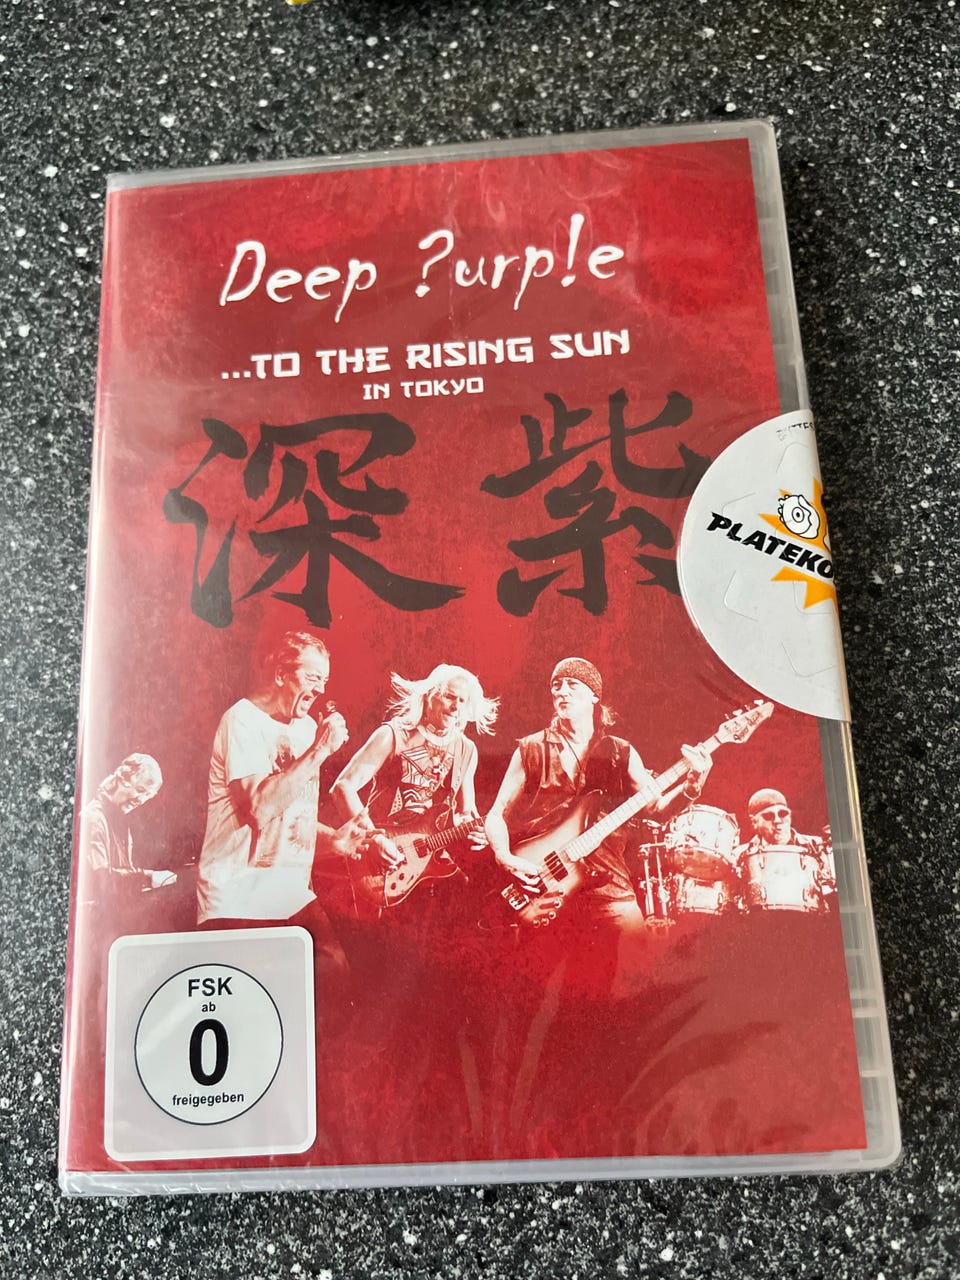 Deep ?urp!e
...TO THE RISING SUN
IN TOKYO
深紫
PLATEKO
FSK
ab
0
freigegeben